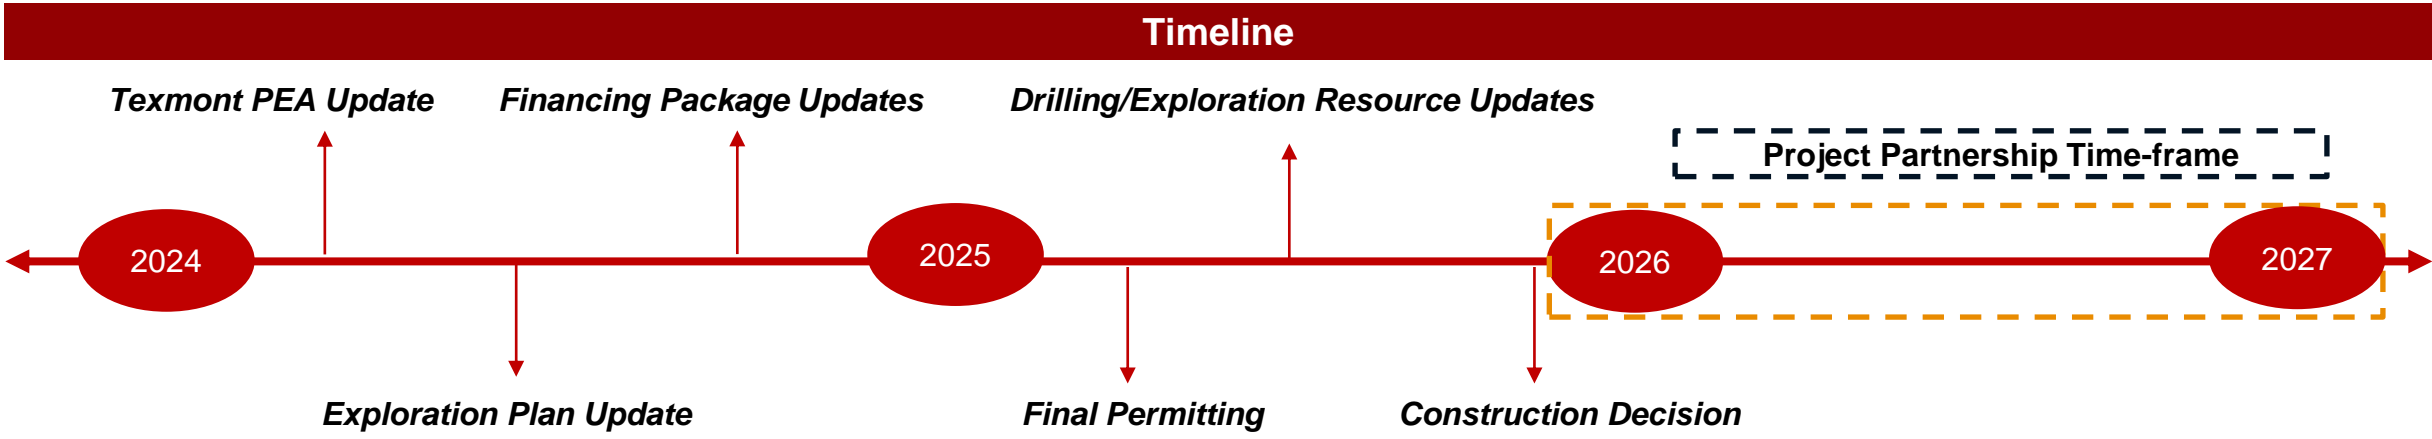 Timeline
Texmont PEA Update
Financing Package Updates
Drilling/Exploration Resource Updates
Project Partnership Time-frame
2024
2025
2026
2027
Exploration Plan Update
Final Permitting
Construction Decision